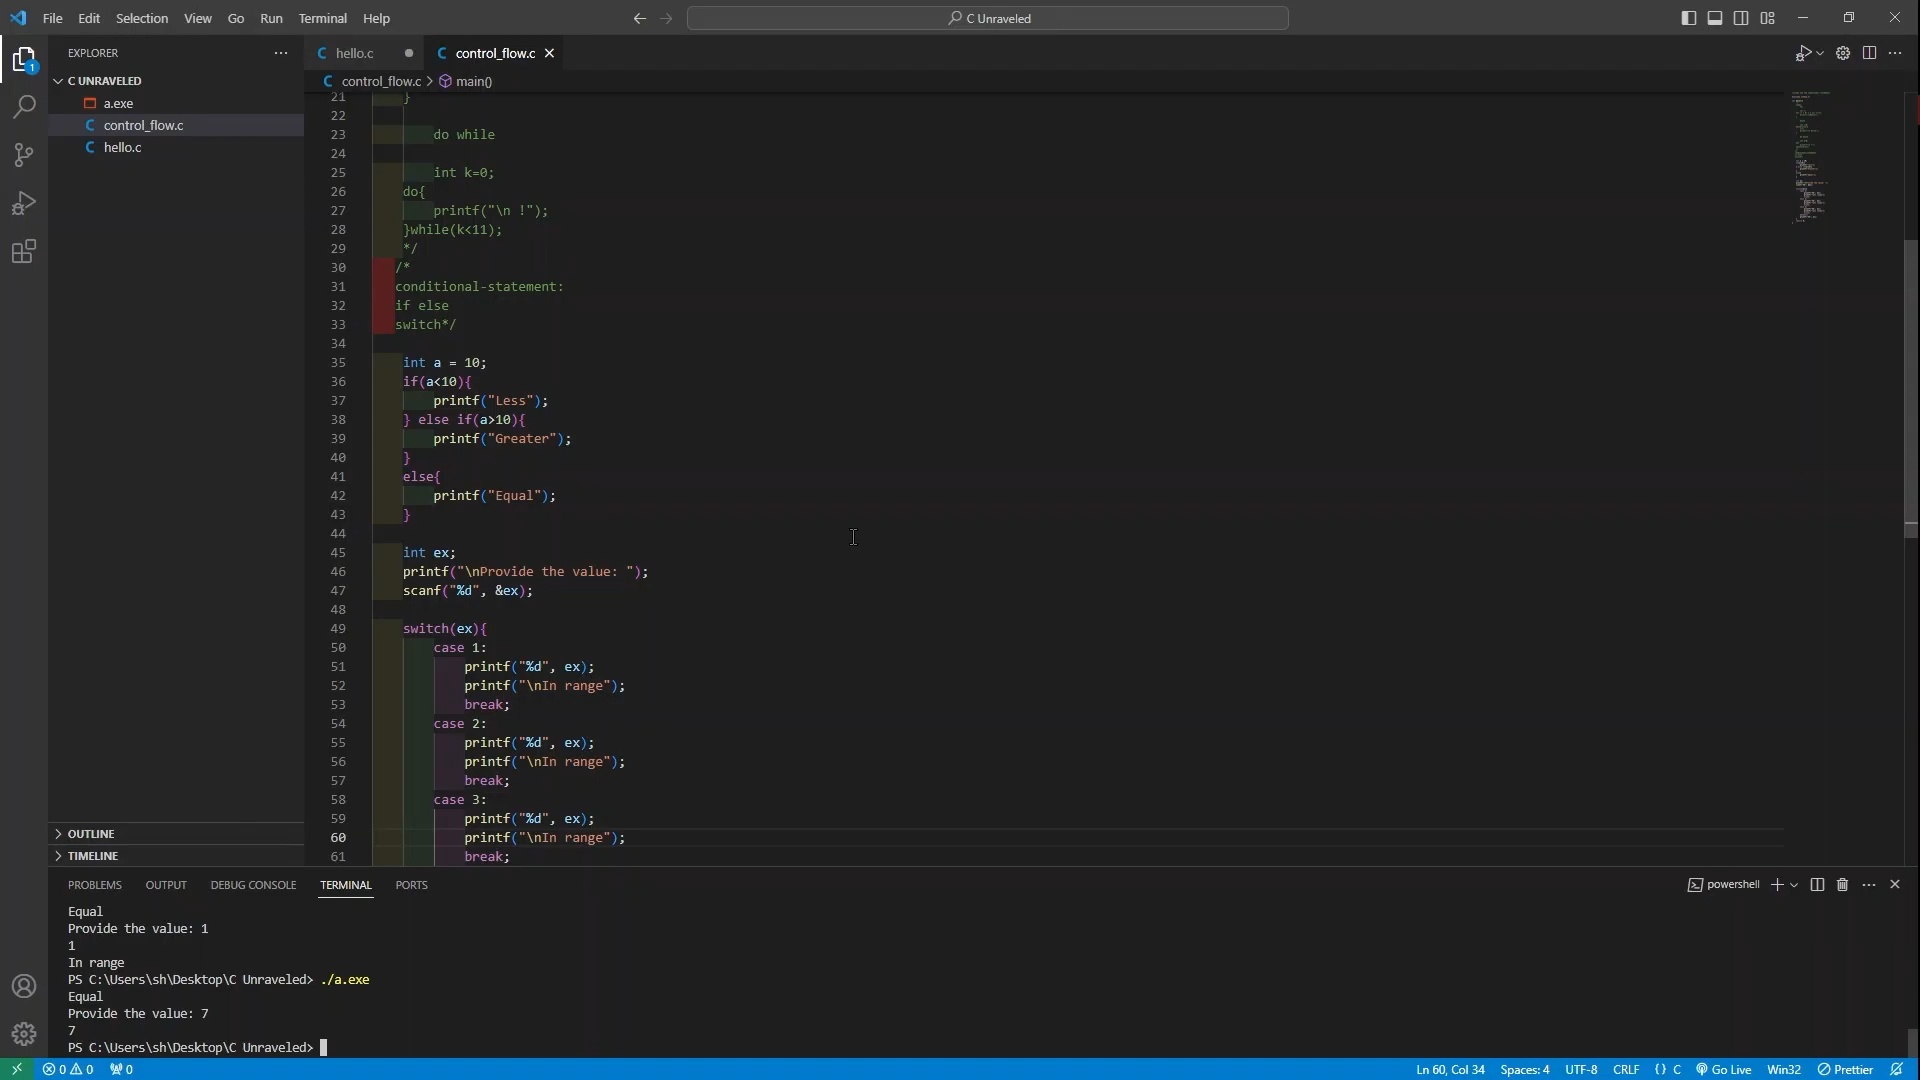 File Edit Selection View Go Run Terminal Help
C Unraveled
EXPLORER
hello.c
control_flow.c
C UNRAVELED
control_flow.c > main()
a.exe
control_flow.c
hello.c
21 }
22
23 do while
24
25 int k=0;
26 do{
27 printf("\n !");
28 }while(k<11);
29 */
30 /*
31 conditional-statement:
32 if else
33 switch*/
34
35 int a = 10;
36 if(a<10){
37 printf("Less");
38 } else if(a>10){
39 printf("Greater");
40 }
41 else{
42 printf("Equal");
43 }
44
45 int ex;
46 printf("\nProvide the value: ");
47 scanf("%d", &ex);
48
49 switch(ex){
50 case 1:
51 printf("%d", ex);
52 printf("\nIn range");
53 break;
54 case 2:
55 printf("%d", ex);
56 printf("\nIn range");
57 break;
58 case 3:
59 printf("%d", ex);
60 printf("\nIn range");
61 break;
OUTLINE
TIMELINE
PROBLEMS OUTPUT DEBUG CONSOLE TERMINAL PORTS
powershell
Equal
Provide the value: 1
1
In range
PS C:\Users\sh\Desktop\C Unraveled> ./a.exe
Equal
Provide the value: 7
7
PS C:\Users\sh\Desktop\C Unraveled>
0 0 0
Ln 60, Col 34 Spaces: 4 UTF-8 CRLF {} C Go Live Win32 Prettier